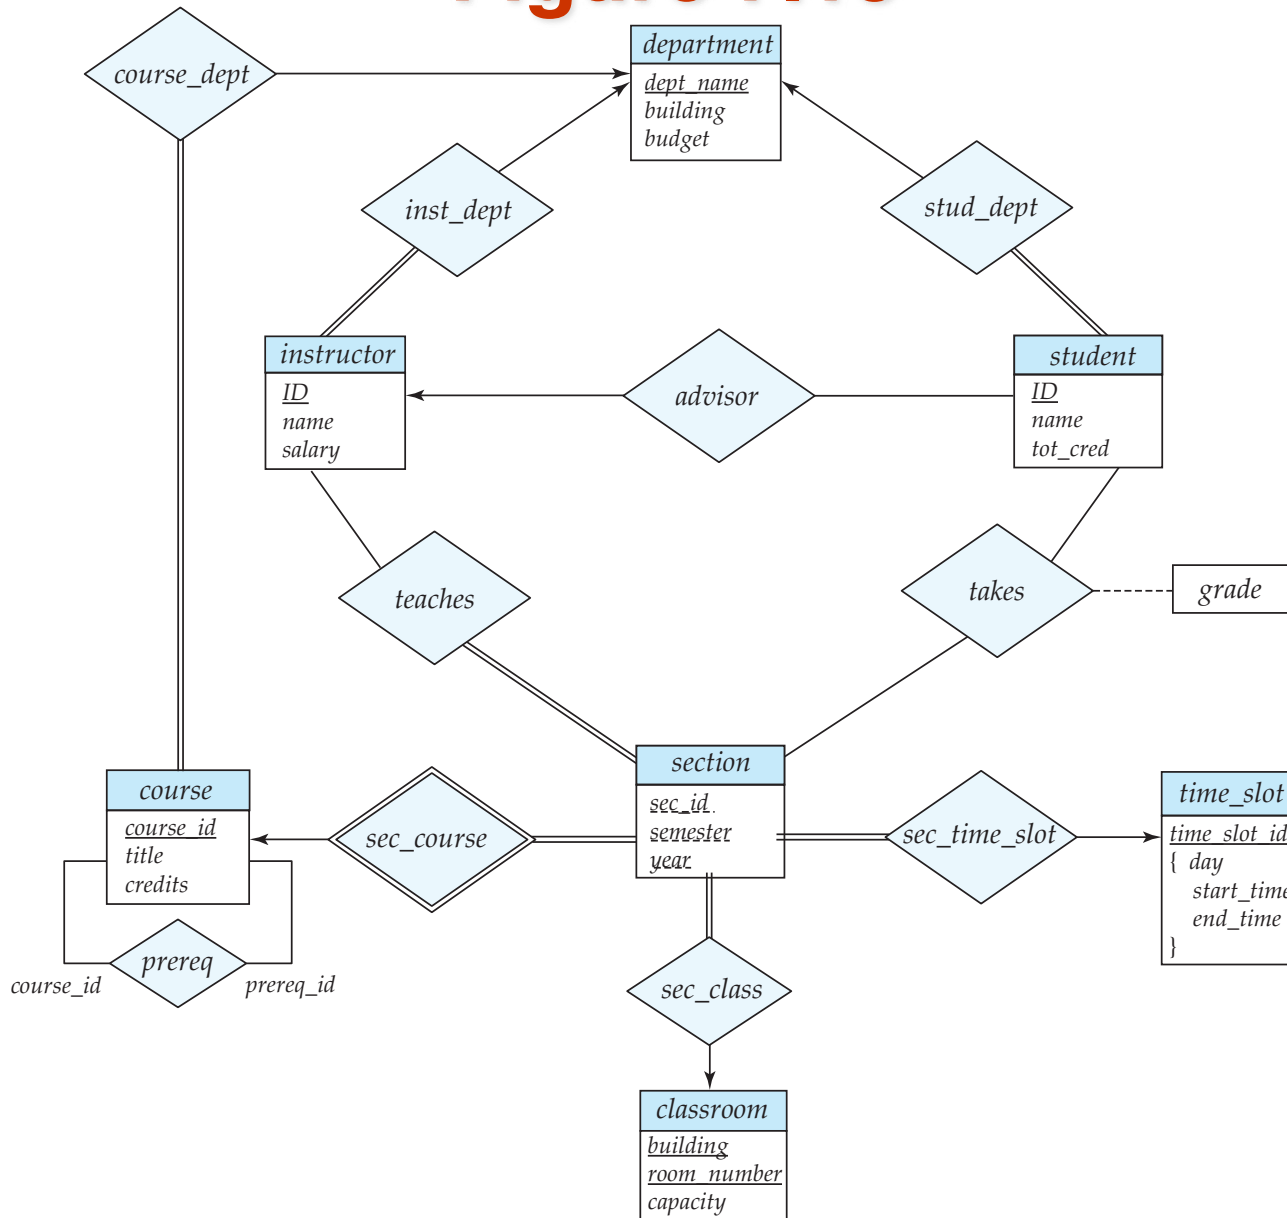 department
course_dept
dept_name
building
budget
inst_dept
stud_dept
instructor
ID
name
salary
advisor
student
ID
name
tot_cred
teaches
takes
grade
course
course_id
title
credits
prereq
course_id
prereq_id
sec_course
section
sec_id
semester
year
sec_time_slot
time_slot
time_slot_id
{ day
start_time
end_time
}
sec_class
classroom
building
room_number
capacity